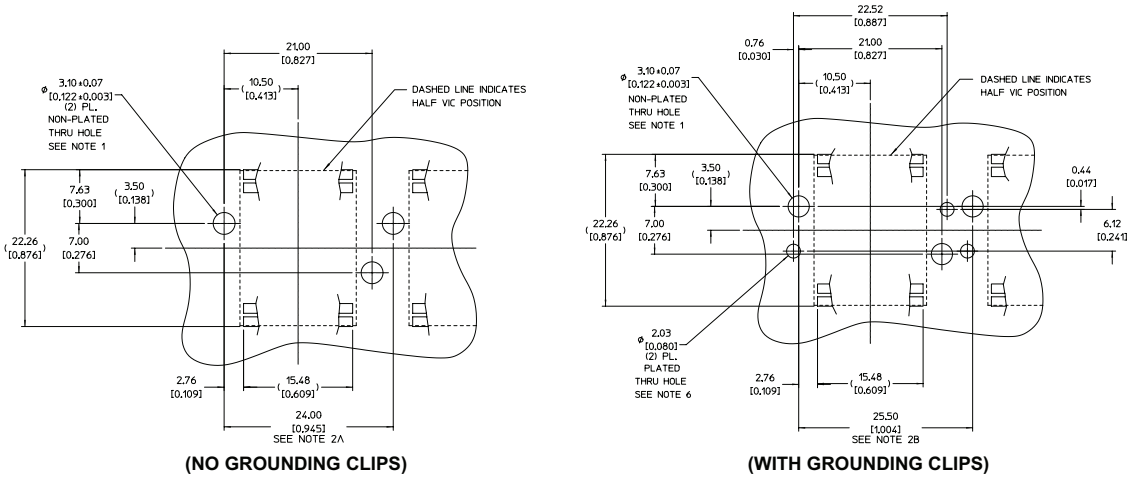 21.00
[0.827]
(10.50)
[0.413]
ø 3.10±0.07
[0.122±0.003]
(2) PL.
NON-PLATED
THRU HOLE
SEE NOTE 1
DASHED LINE INDICATES
HALF VIC POSITION
7.63
[0.300]
(3.50)
[0.138]
(22.26)
[0.876]
7.00
[0.276]
2.76
[0.109]
(15.48)
[0.609]
24.00
[0.945]
SEE NOTE 2A
(NO GROUNDING CLIPS)
22.52
[0.887]
0.76
[0.030]
21.00
[0.827]
(10.50)
[0.413]
ø 3.10±0.07
[0.122±0.003]
NON-PLATED
THRU HOLE
SEE NOTE 1
DASHED LINE INDICATES
HALF VIC POSITION
7.63
[0.300]
(3.50)
[0.138]
0.44
[0.017]
(22.26)
[0.876]
7.00
[0.276]
6.12
[0.241]
ø 2.03
[0.080]
(2) PL.
PLATED
THRU HOLE
SEE NOTE 6
2.76
[0.109]
(15.48)
[0.609]
25.50
[1.004]
SEE NOTE 2B
(WITH GROUNDING CLIPS)